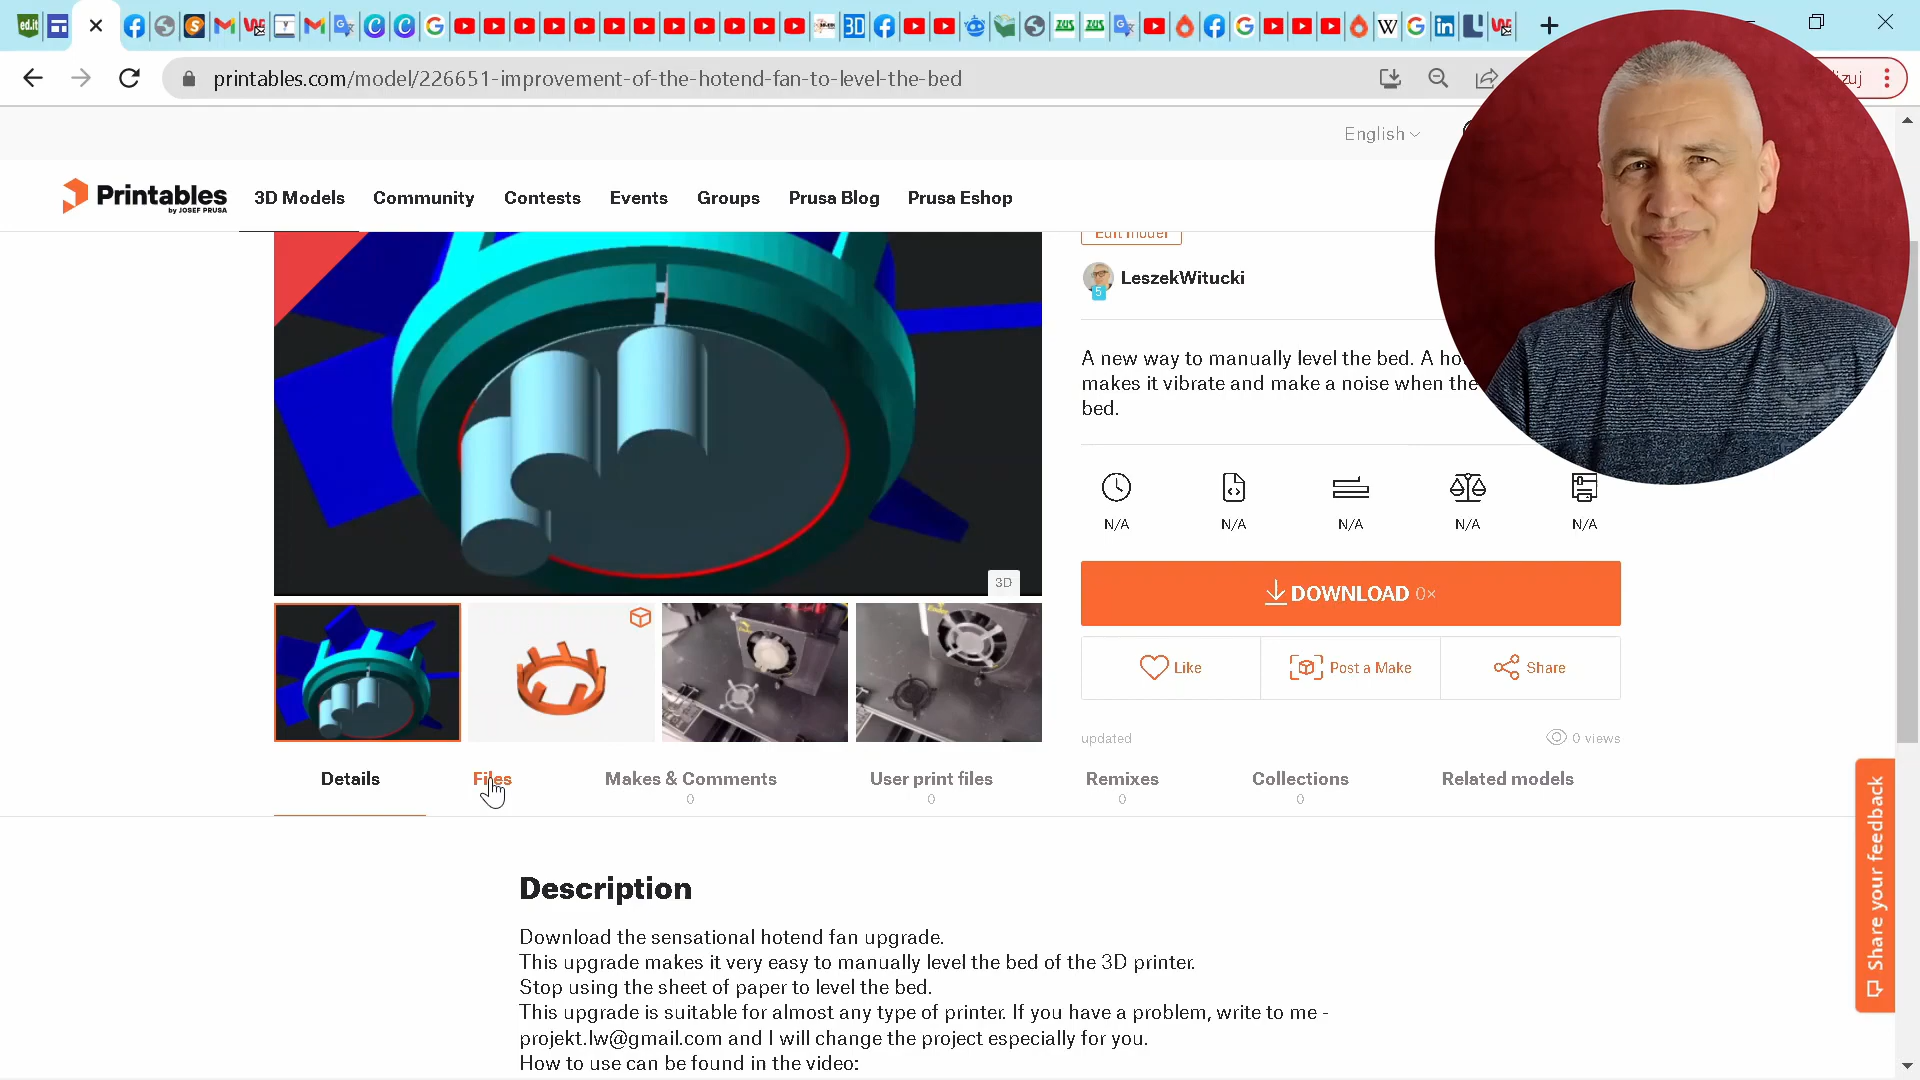 printables.com/model/226651-improvement-of-the-hotend-fan-to-level-the-bed
English
Printables
by JOSEF PRUSA
3D Models
Community
Contests
Events
Groups
Prusa Blog
Prusa Eshop
Edit model
LeszekWitucki
5
A new way to manually level the bed. A
makes it vibrate and make a noise when the
bed.
N/A
N/A
N/A
N/A
N/A
3D
DOWNLOAD 0×
Like
Post a Make
Share
updated
0 views
Details
Files
Makes & Comments
0
User print files
0
Remixes
0
Collections
0
Related models
Share your feedback
Description
Download the sensational hotend fan upgrade.
This upgrade makes it very easy to manually level the bed of the 3D printer.
Stop using the sheet of paper to level the bed.
This upgrade is suitable for almost any type of printer. If you have a problem, write to me -
projekt.lw@gmail.com and I will change the project especially for you.
How to use can be found in the video: